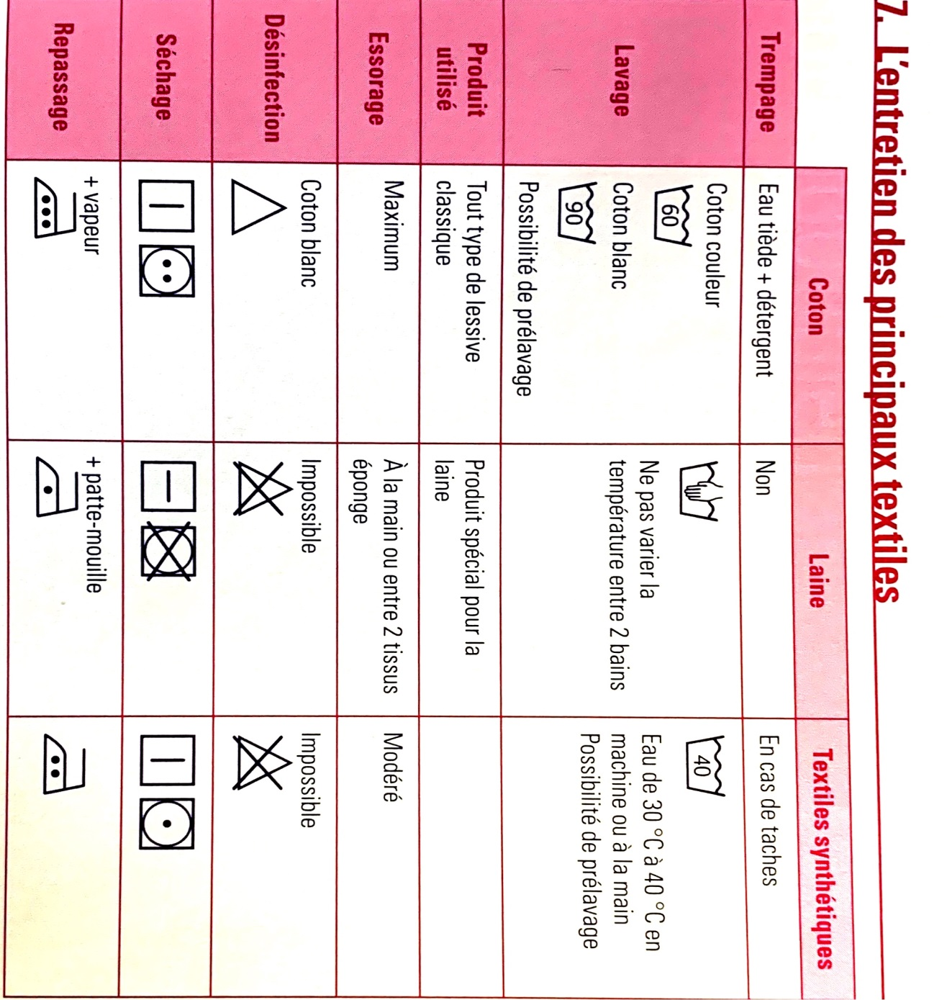 7. L'entretien des principaux textiles
Coton
Laine
Textiles synthétiques
Trempage
Eau tiède + détergent
Non
En cas de taches
Lavage
Coton couleur
60
Coton blanc
90
Possibilité de prélavage
Ne pas varier la
température entre 2 bains
40
Eau de 30 °C à 40 °C en
machine ou à la main
Possibilité de prélavage
Produit
utilisé
Tout type de lessive
classique
Produit spécial pour la
laine
Essorage
Maximum
À la main ou entre 2 tissus
éponge
Modéré
Désinfection
Coton blanc
Impossible
Impossible
Séchage
Repassage
+ vapeur
+ patte-mouille